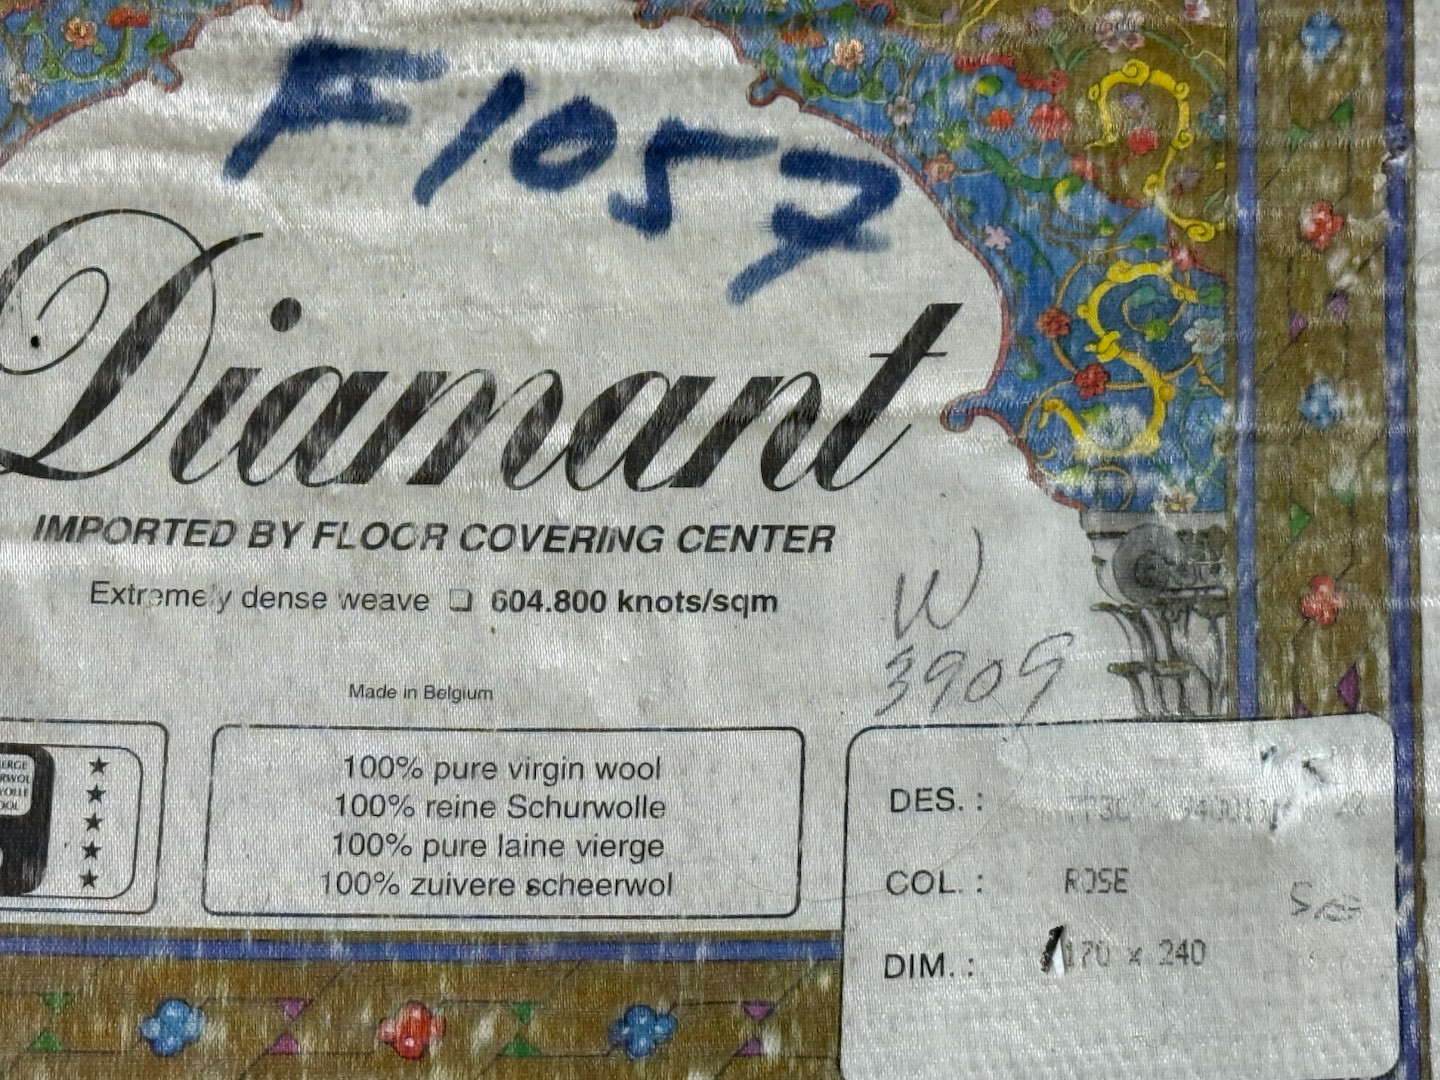 F1057
Diamant
IMPORTED BY FLOOR COVERING CENTER
Extremely dense weave ❏ 604.800 knots/sqm
W
3909
Made in Belgium
100% pure virgin wool
100% reine Schurwolle
100% pure laine vierge
100% zuivere scheerwol
DES. :
COL. : ROSE
DIM. : 170 x 240